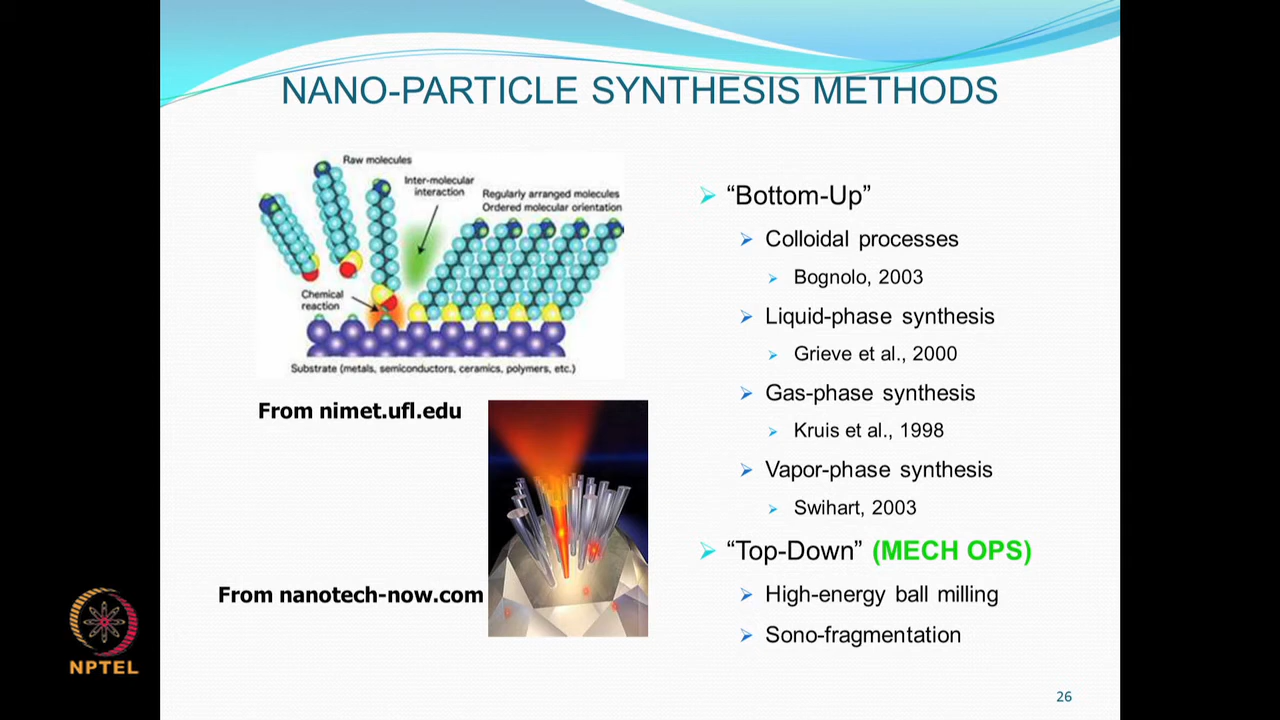 NANO-PARTICLE SYNTHESIS METHODS
Raw molecules
Inter-molecular
interaction
Regularly arranged molecules
Ordered molecular orientation
Chemical
reaction
Substrate (metals, semiconductors, ceramics, polymers, etc.)
From nimet.ufl.edu
From nanotech-now.com
“Bottom-Up”
Colloidal processes
Bognolo, 2003
Liquid-phase synthesis
Grieve et al., 2000
Gas-phase synthesis
Kruis et al., 1998
Vapor-phase synthesis
Swihart, 2003
“Top-Down” (MECH OPS)
High-energy ball milling
Sono-fragmentation
NPTEL
26